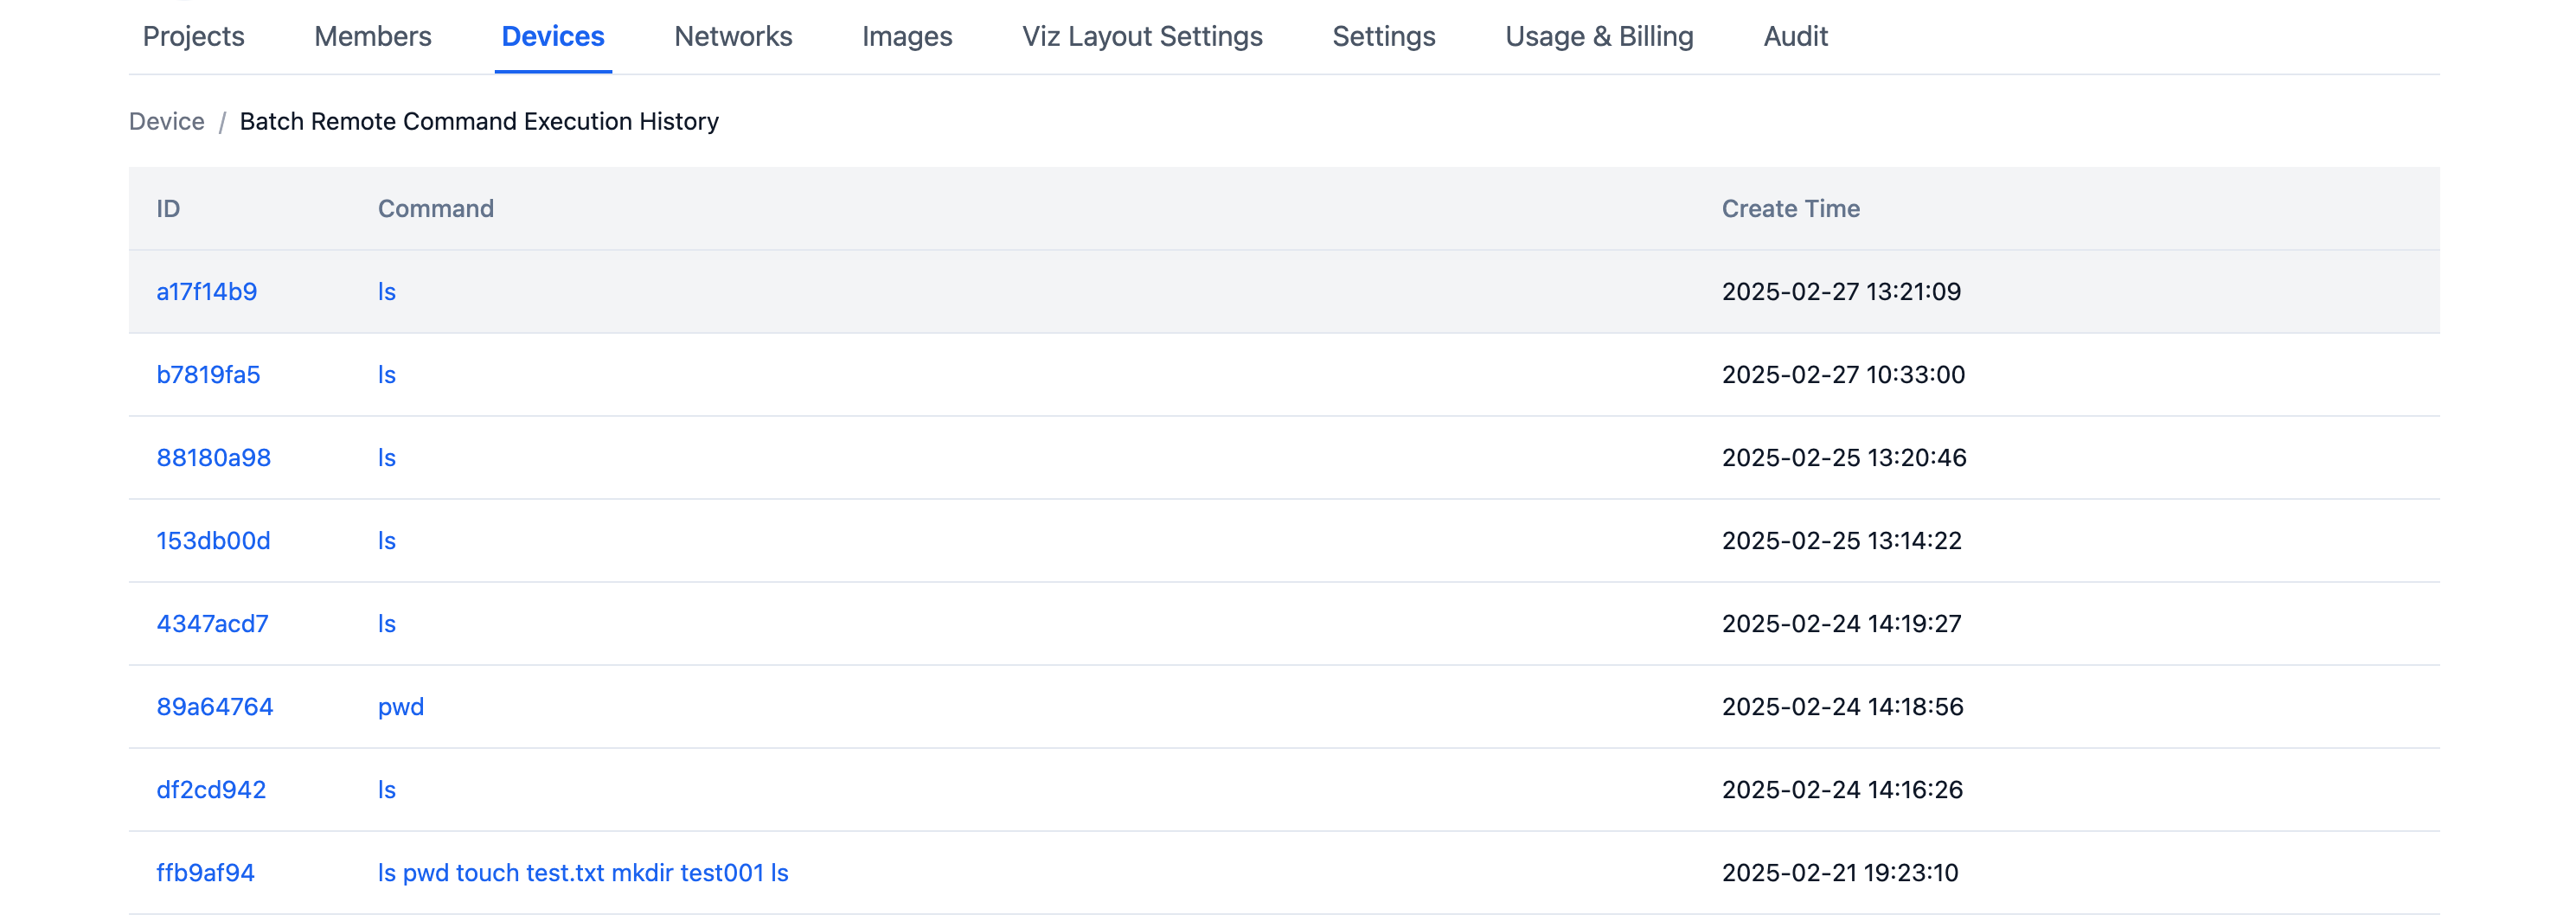 Projects Members Devices Networks Images Viz Layout Settings Settings Usage & Billing Audit
Device / Batch Remote Command Execution History
ID Command Create Time
a17f14b9 ls 2025-02-27 13:21:09
b7819fa5 ls 2025-02-27 10:33:00
88180a98 ls 2025-02-25 13:20:46
153db00d ls 2025-02-25 13:14:22
4347acd7 ls 2025-02-24 14:19:27
89a64764 pwd 2025-02-24 14:18:56
df2cd942 ls 2025-02-24 14:16:26
ffb9af94 ls pwd touch test.txt mkdir test001 ls 2025-02-21 19:23:10